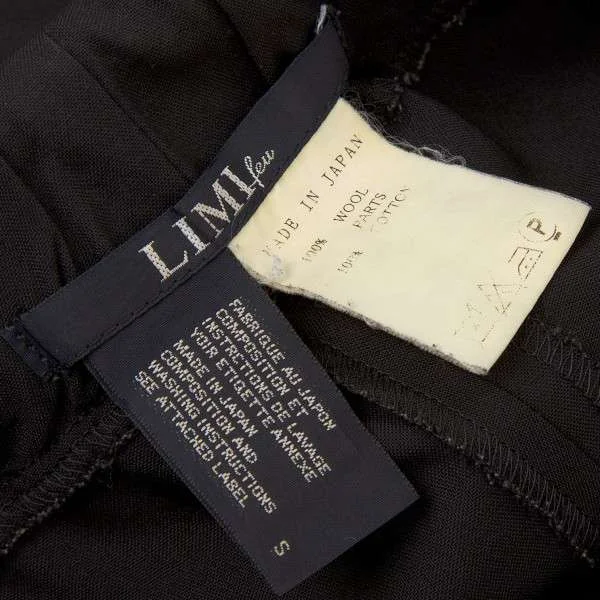 LIMI feu
MADE IN JAPAN
100% WOOL
PARTS
100% COTTON
P
FABRIQUE AU JAPON
COMPOSITION ET
INSTRCTIONS DE LAVAGE
VOIR ETIQUETTE ANNEXE
MADE IN JAPAN
COMPOSITION AND
WASHING INSTRUCTIONS
SEE ATTACHED LABEL
S